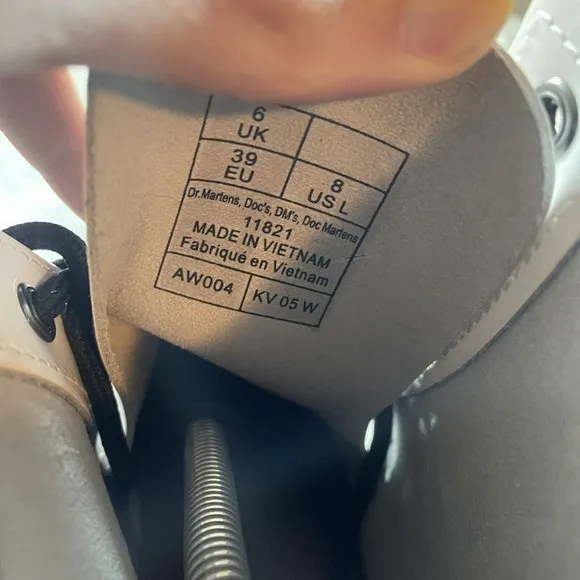 6
UK
39
EU
8
US L
Dr.Martens, Doc's, DM's, Doc Martens
11821
MADE IN VIETNAM
Fabriqué en Vietnam
AW004
KV 05 W